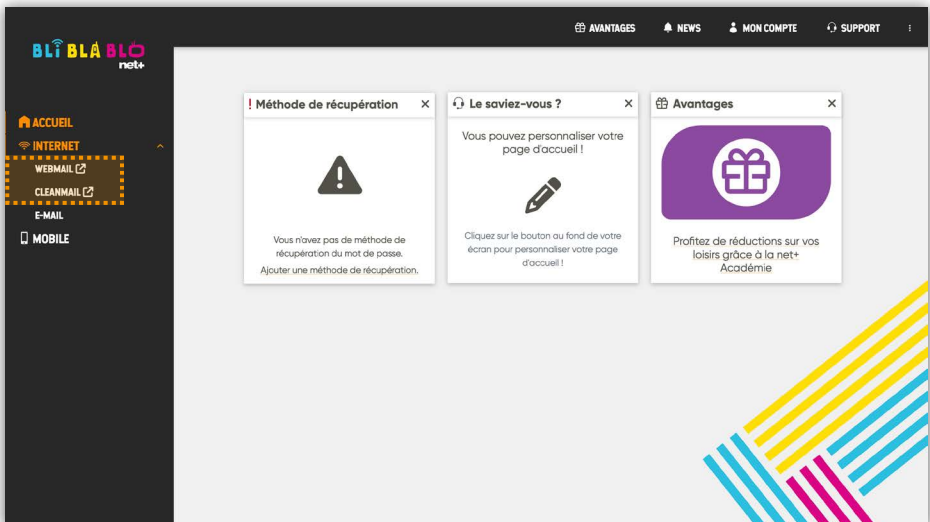 AVANTAGES
NEWS
MON COMPTE
SUPPORT
BLI BLA BLO
net+
ACCUEIL
INTERNET
WEBMAIL
CLEANMAIL
E-MAIL
MOBILE
! Méthode de récupération
Vous n'avez pas de méthode de
récupération du mot de passe.
Ajouter une méthode de récupération.
Le saviez-vous ?
Vous pouvez personnaliser votre
page d'accueil !
Cliquez sur le bouton au fond de votre
écran pour personnaliser votre page
d'accueil !
Avantages
Profitez de réductions sur vos
loisirs grâce à la net+
Académie